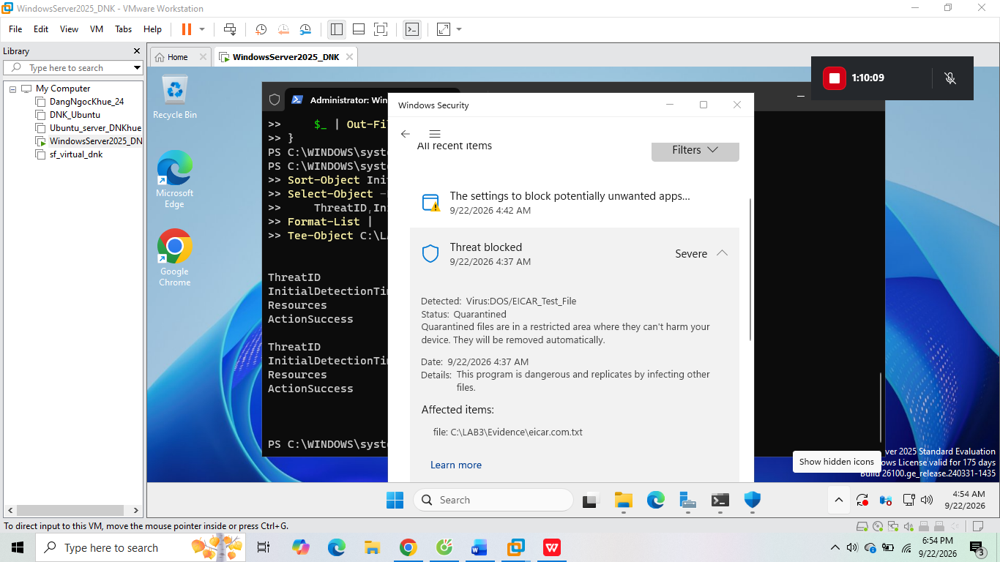 WindowsServer2025_DNK - VMware Workstation
File Edit View VM Tabs Help
Library
Type here to search
My Computer
DangNgocKhue_24
DNK_Ubuntu
Ubuntu_server_DNKhue
WindowsServer2025_DN
sf_virtual_dnk
Home
WindowsServer2025_DNK
1:10:09
Recycle Bin
Microsoft
Edge
Google
Chrome
Administrator: Win
>> $_ | Out-Fi
>> }
PS C:\WINDOWS\syst
PS C:\WINDOWS\syst
>> Sort-Object Ini
>> Select-Object -
>> ThreatID,In
>> Format-List |
>> Tee-Object C:\L
ThreatID
InitialDetectionTi
Resources
ActionSuccess
ThreatID
InitialDetectionTi
Resources
ActionSuccess
PS C:\WINDOWS\syst
Windows Security
All recent items
Filters
The settings to block potentially unwanted apps...
9/22/2026 4:42 AM
Threat blocked
9/22/2026 4:37 AM
Severe
Detected: Virus:DOS/EICAR_Test_File
Status: Quarantined
Quarantined files are in a restricted area where they can't harm your
device. They will be removed automatically.
Date: 9/22/2026 4:37 AM
Details: This program is dangerous and replicates by infecting other
files.
Affected items:
file: C:\LAB3\Evidence\eicar.com.txt
Learn more
Show hidden icons
ver 2025 Standard Evaluation
ows License valid for 175 days
Build 26100.ge_release.240331-1435
Search
4:54 AM
9/22/2026
To direct input to this VM, move the mouse pointer inside or press Ctrl+G.
Type here to search
6:54 PM
9/22/2026
3